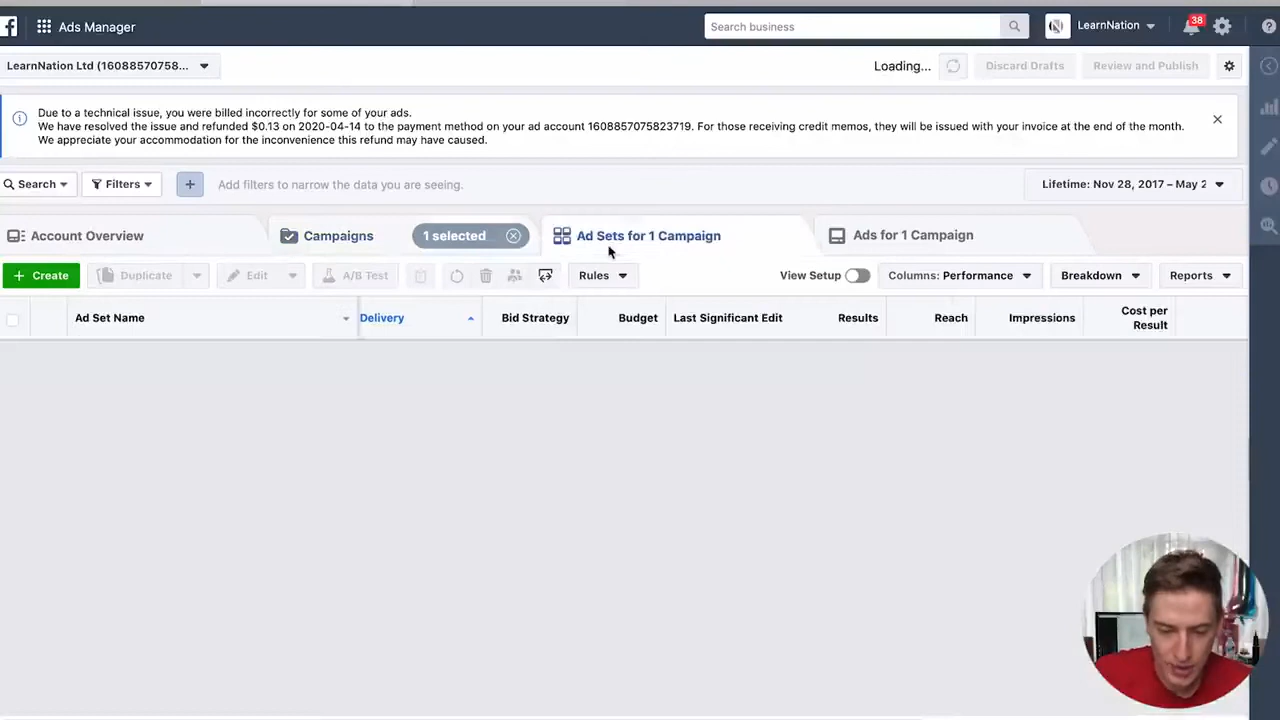 f
Ads Manager
Search business
LearnNation
38
LearnNation Ltd (16088570758...
Loading...
Discard Drafts
Review and Publish
Due to a technical issue, you were billed incorrectly for some of your ads.
We have resolved the issue and refunded $0.13 on 2020-04-14 to the payment method on your ad account 1608857075823719. For those receiving credit memos, they will be issued with your invoice at the end of the month.
We appreciate your accommodation for the inconvenience this refund may have caused.
Search
Filters
+
Add filters to narrow the data you are seeing.
Lifetime: Nov 28, 2017 – May 2
Account Overview
Campaigns
1 selected
Ad Sets for 1 Campaign
Ads for 1 Campaign
+ Create
Duplicate
Edit
A/B Test
Rules
View Setup
Columns: Performance
Breakdown
Reports
Ad Set Name
Delivery
Bid Strategy
Budget
Last Significant Edit
Results
Reach
Impressions
Cost per
Result